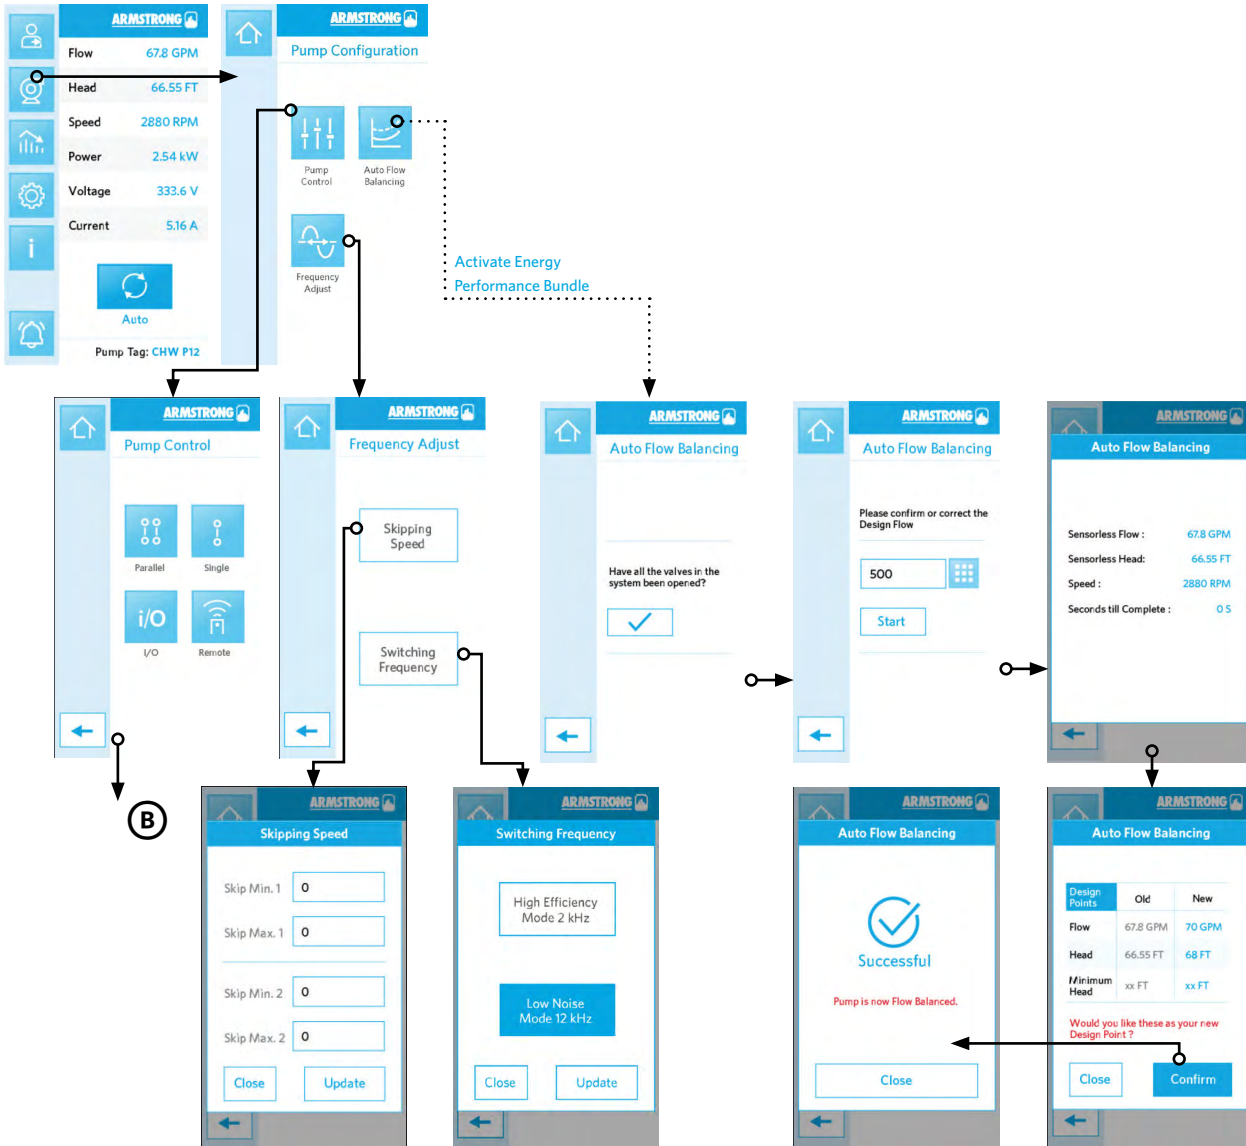 ARMSTRONG
Flow 67.8 GPM
Head 66.55 FT
Speed 2880 RPM
Power 2.54 kW
Voltage 333.6 V
Current 5.16 A
i
Auto
Pump Tag: CHW P12
ARMSTRONG
Pump Configuration
Pump
Control
Auto Flow
Balancing
Frequency
Adjust
Activate Energy
Performance Bundle
ARMSTRONG
Pump Control
Parallel
Single
i/O
I/O
Remote
B
ARMSTRONG
Frequency Adjust
Skipping
Speed
Switching
Frequency
ARMSTRONG
Auto Flow Balancing
Have all the valves in the
system been opened?
ARMSTRONG
Auto Flow Balancing
Please confirm or correct the
Design Flow
500
Start
ARMSTRONG
Auto Flow Balancing
Sensorless Flow : 67.8 GPM
Sensorless Head: 66.55 FT
Speed : 2880 RPM
Seconds till Complete : 0 S
ARMSTRONG
Skipping Speed
Skip Min. 1 0
Skip Max. 1 0
Skip Min. 2 0
Skip Max. 2 0
Close Update
ARMSTRONG
Switching Frequency
High Efficiency
Mode 2 kHz
Low Noise
Mode 12 kHz
Close Update
ARMSTRONG
Auto Flow Balancing
Successful
Pump is now Flow Balanced.
Close
ARMSTRONG
Auto Flow Balancing
Design
Points
Old New
Flow 67.8 GPM 70 GPM
Head 66.55 FT 68 FT
Minimum
Head
xx FT xx FT
Would you like these as your new
Design Point ?
Close Confirm